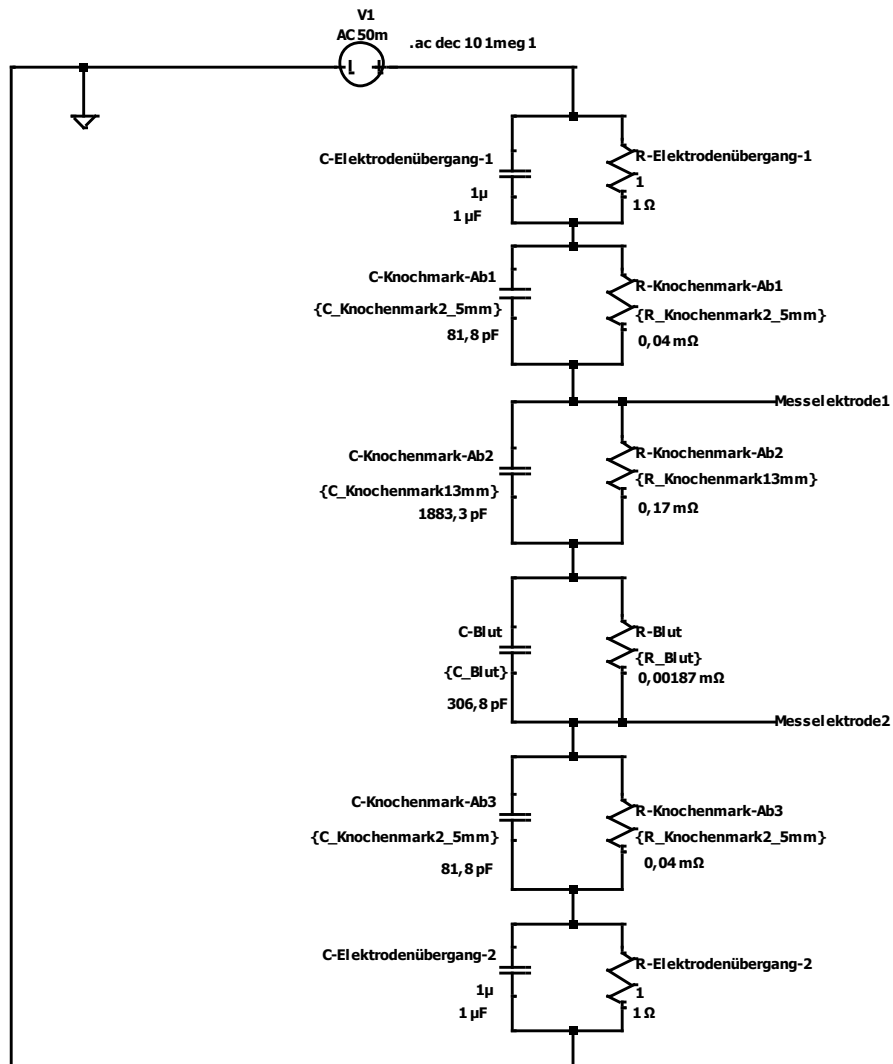 V1
AC 50m
.ac dec 10 1meg 1
C-Elektrodenübergang-1
R-Elektrodenübergang-1
1µ
1
1 µF
1 Ω
C-Knochmark-Ab1
R-Knochenmark-Ab1
{C_Knochenmark2_5mm}
{R_Knochenmark2_5mm}
81,8 pF
0,04 mΩ
Messelektrode1
C-Knochenmark-Ab2
R-Knochenmark-Ab2
{C_Knochenmark13mm}
{R_Knochenmark13mm}
1883,3 pF
0,17 mΩ
C-Blut
R-Blut
{C_Blut}
{R_Blut}
306,8 pF
0,00187 mΩ
Messelektrode2
C-Knochenmark-Ab3
R-Knochenmark-Ab3
{C_Knochenmark2_5mm}
{R_Knochenmark2_5mm}
81,8 pF
0,04 mΩ
C-Elektrodenübergang-2
R-Elektrodenübergang-2
1µ
1
1 µF
1 Ω